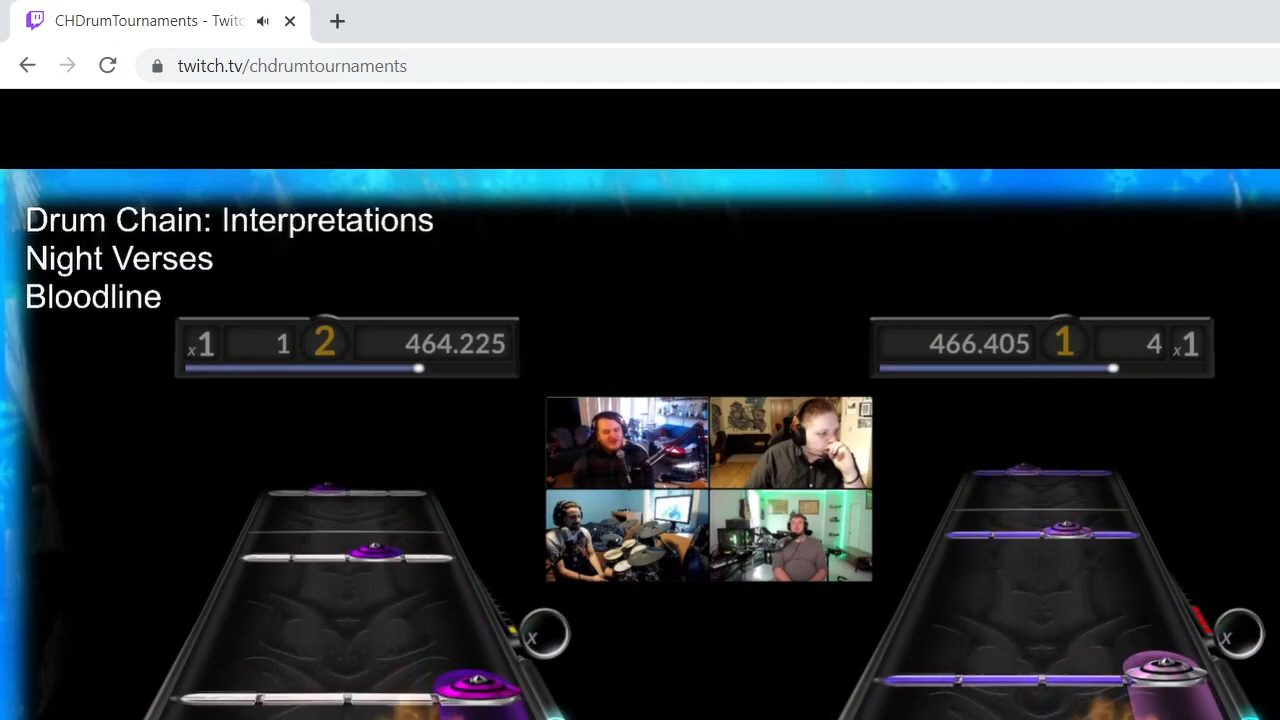 CHDrumTournaments - Twitc
twitch.tv/chdrumtournaments
Drum Chain: Interpretations
Night Verses
Bloodline
x1 1 2 464.225
466.405 1 4 x1
x
x